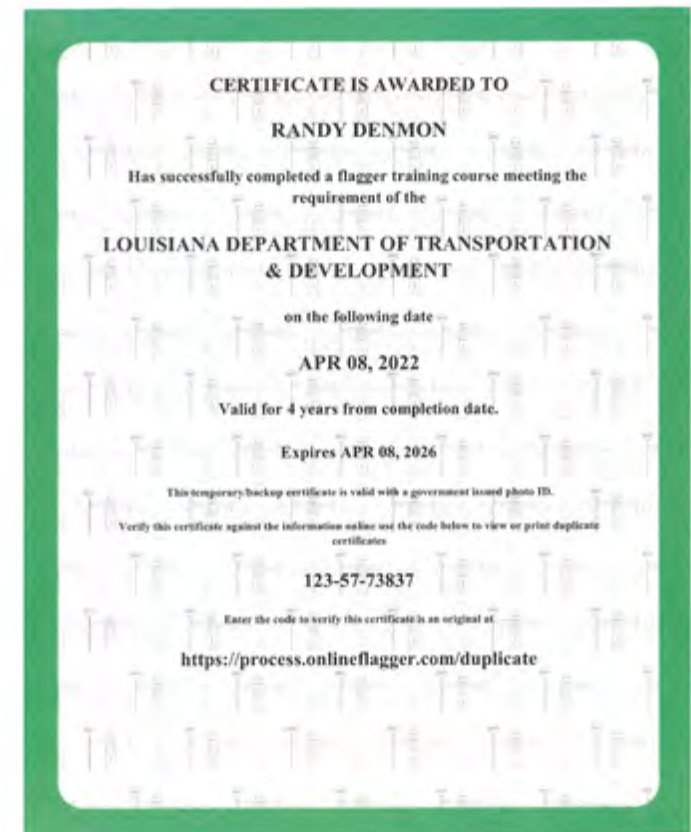 CERTIFICATE IS AWARDED TO
RANDY DENMON
Has successfully completed a flagger training course meeting the
requirement of the
LOUISIANA DEPARTMENT OF TRANSPORTATION
& DEVELOPMENT
on the following date
APR 08, 2022
Valid for 4 years from completion date.
Expires APR 08, 2026
This temporary/backup certificate is valid with a government issued photo ID.
Verify this certificate against the information online use the code below to view or print duplicate
certificates
123-57-73837
Enter the code to verify this certificate is an original at
https://process.onlineflagger.com/duplicate